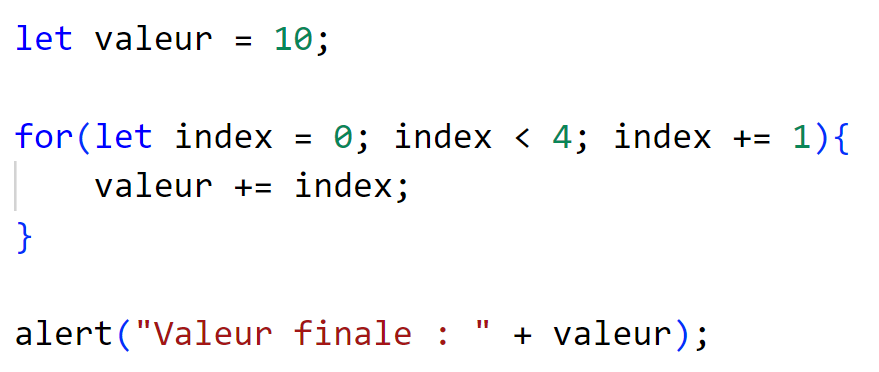 let valeur = 10;
for(let index = 0; index < 4; index += 1){
valeur += index;
}
alert("Valeur finale : " + valeur);